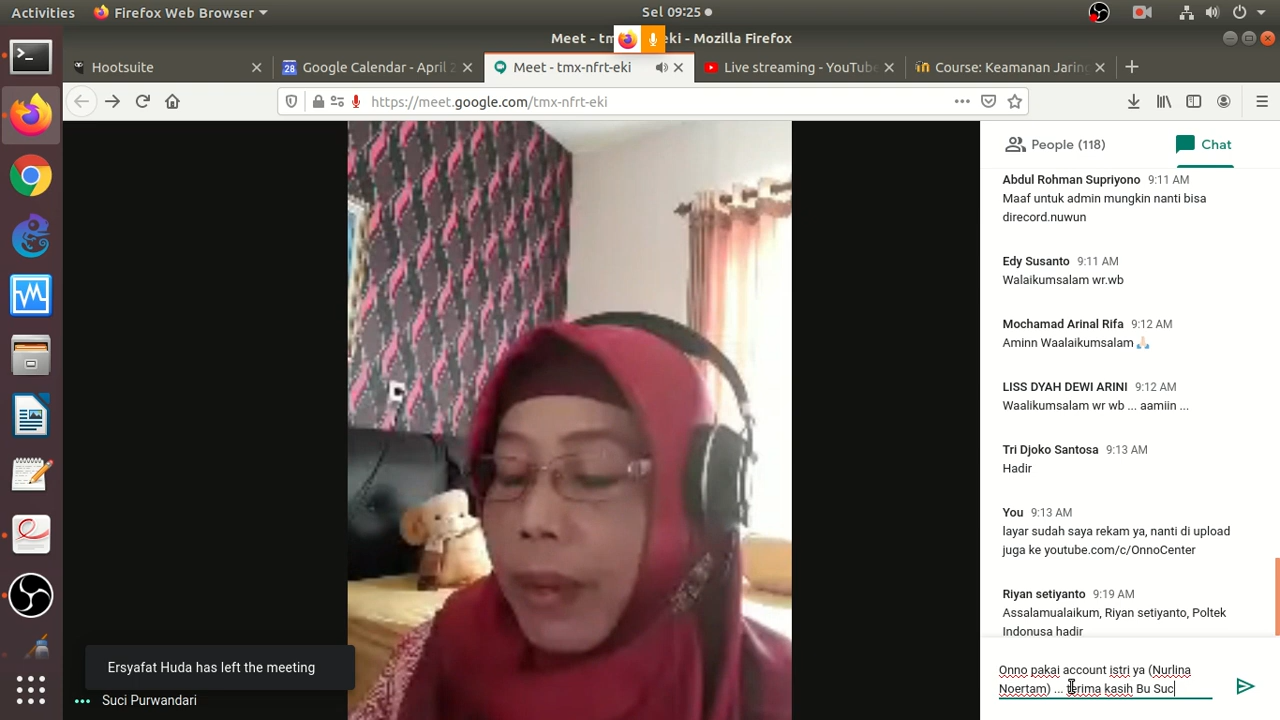 Activities
Firefox Web Browser
Sel 09:25
Meet - tm
eki - Mozilla Firefox
Hootsuite
Google Calendar - April 2
Meet - tmx-nfrt-eki
Live streaming - YouTube
Course: Keamanan Jaring
https://meet.google.com/tmx-nfrt-eki
People (118)
Chat
Abdul Rohman Supriyono 9:11 AM
Maaf untuk admin mungkin nanti bisa
direcord.nuwun
Edy Susanto 9:11 AM
Walaikumsalam wr.wb
Mochamad Arinal Rifa 9:12 AM
Aminn Waalaikumsalam🙏🏻
LISS DYAH DEWI ARINI 9:12 AM
Waalikumsalam wr wb ... aamiin ...
Tri Djoko Santosa 9:13 AM
Hadir
You 9:13 AM
layar sudah saya rekam ya, nanti di upload
juga ke youtube.com/c/OnnoCenter
Riyan setiyanto 9:19 AM
Assalamualaikum, Riyan setiyanto, Poltek
Indonusa hadir
Onno pakai account istri ya (Nurlina
Noertam) ... terima kasih Bu Suc
Ersyafat Huda has left the meeting
Suci Purwandari